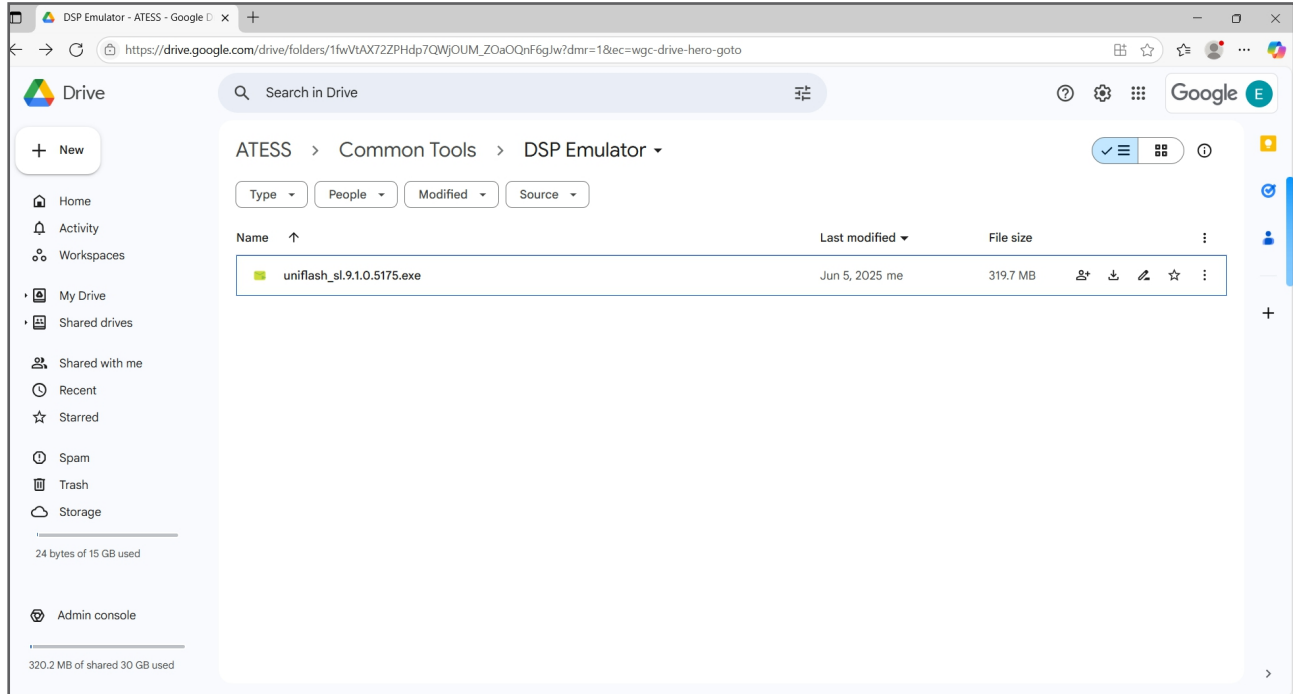 DSP Emulator - ATESS - Google D
https://drive.google.com/drive/folders/1fwVtAX72ZPHdp7QWjOUM_ZOaOQnF6gJw?dmr=1&ec=wgc-drive-hero-goto
Drive
Search in Drive
Google E
New
ATESS > Common Tools > DSP Emulator
Type People Modified Source
Home
Activity
Workspaces
Name Last modified File size
uniflash_sl.9.1.0.5175.exe Jun 5, 2025 me 319.7 MB
My Drive
Shared drives
Shared with me
Recent
Starred
Spam
Trash
Storage
24 bytes of 15 GB used
Admin console
320.2 MB of shared 30 GB used